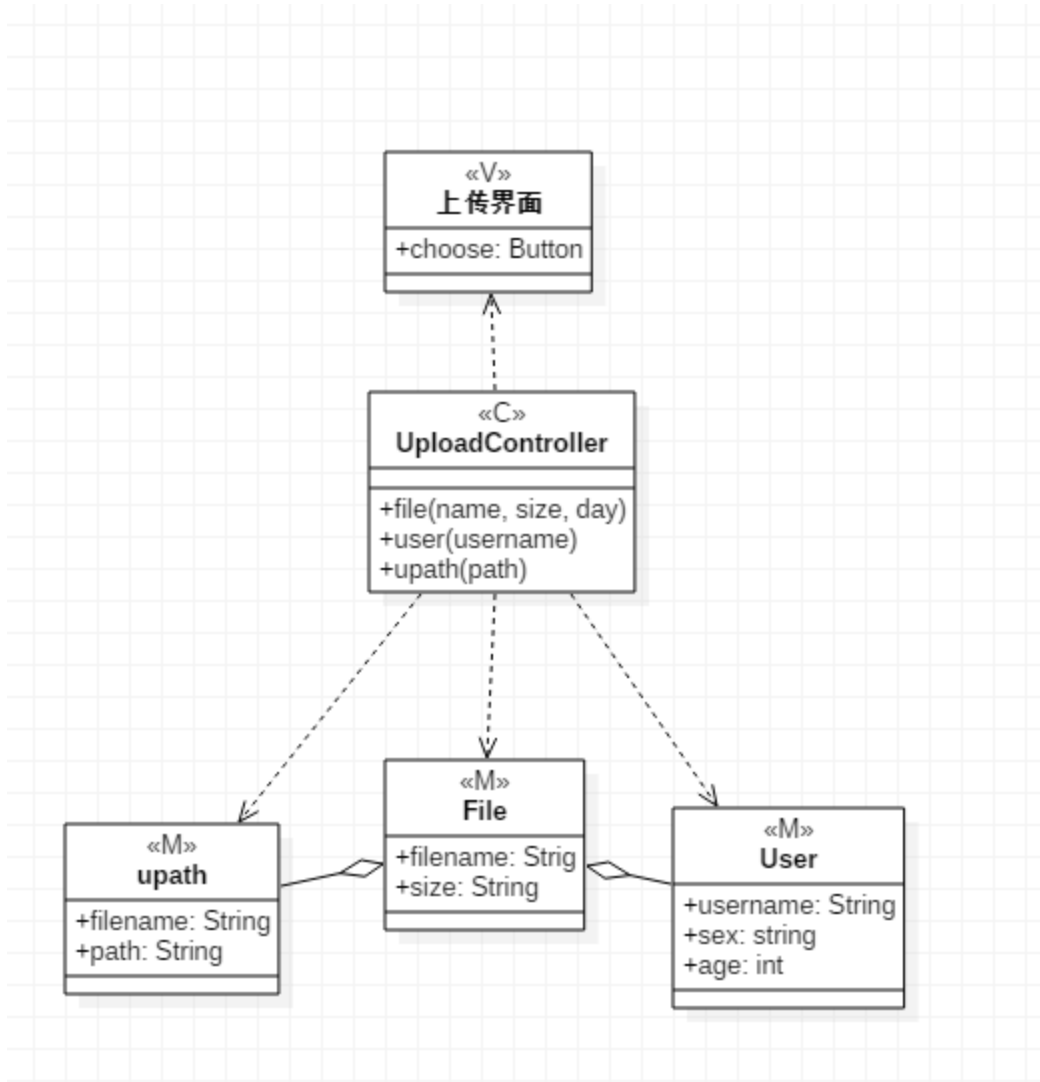 «V»
上传界面
+choose: Button
«C»
UploadController
+file(name, size, day)
+user(username)
+upath(path)
«M»
upath
+filename: String
+path: String
«M»
File
+filename: Strig
+size: String
«M»
User
+username: String
+sex: string
+age: int